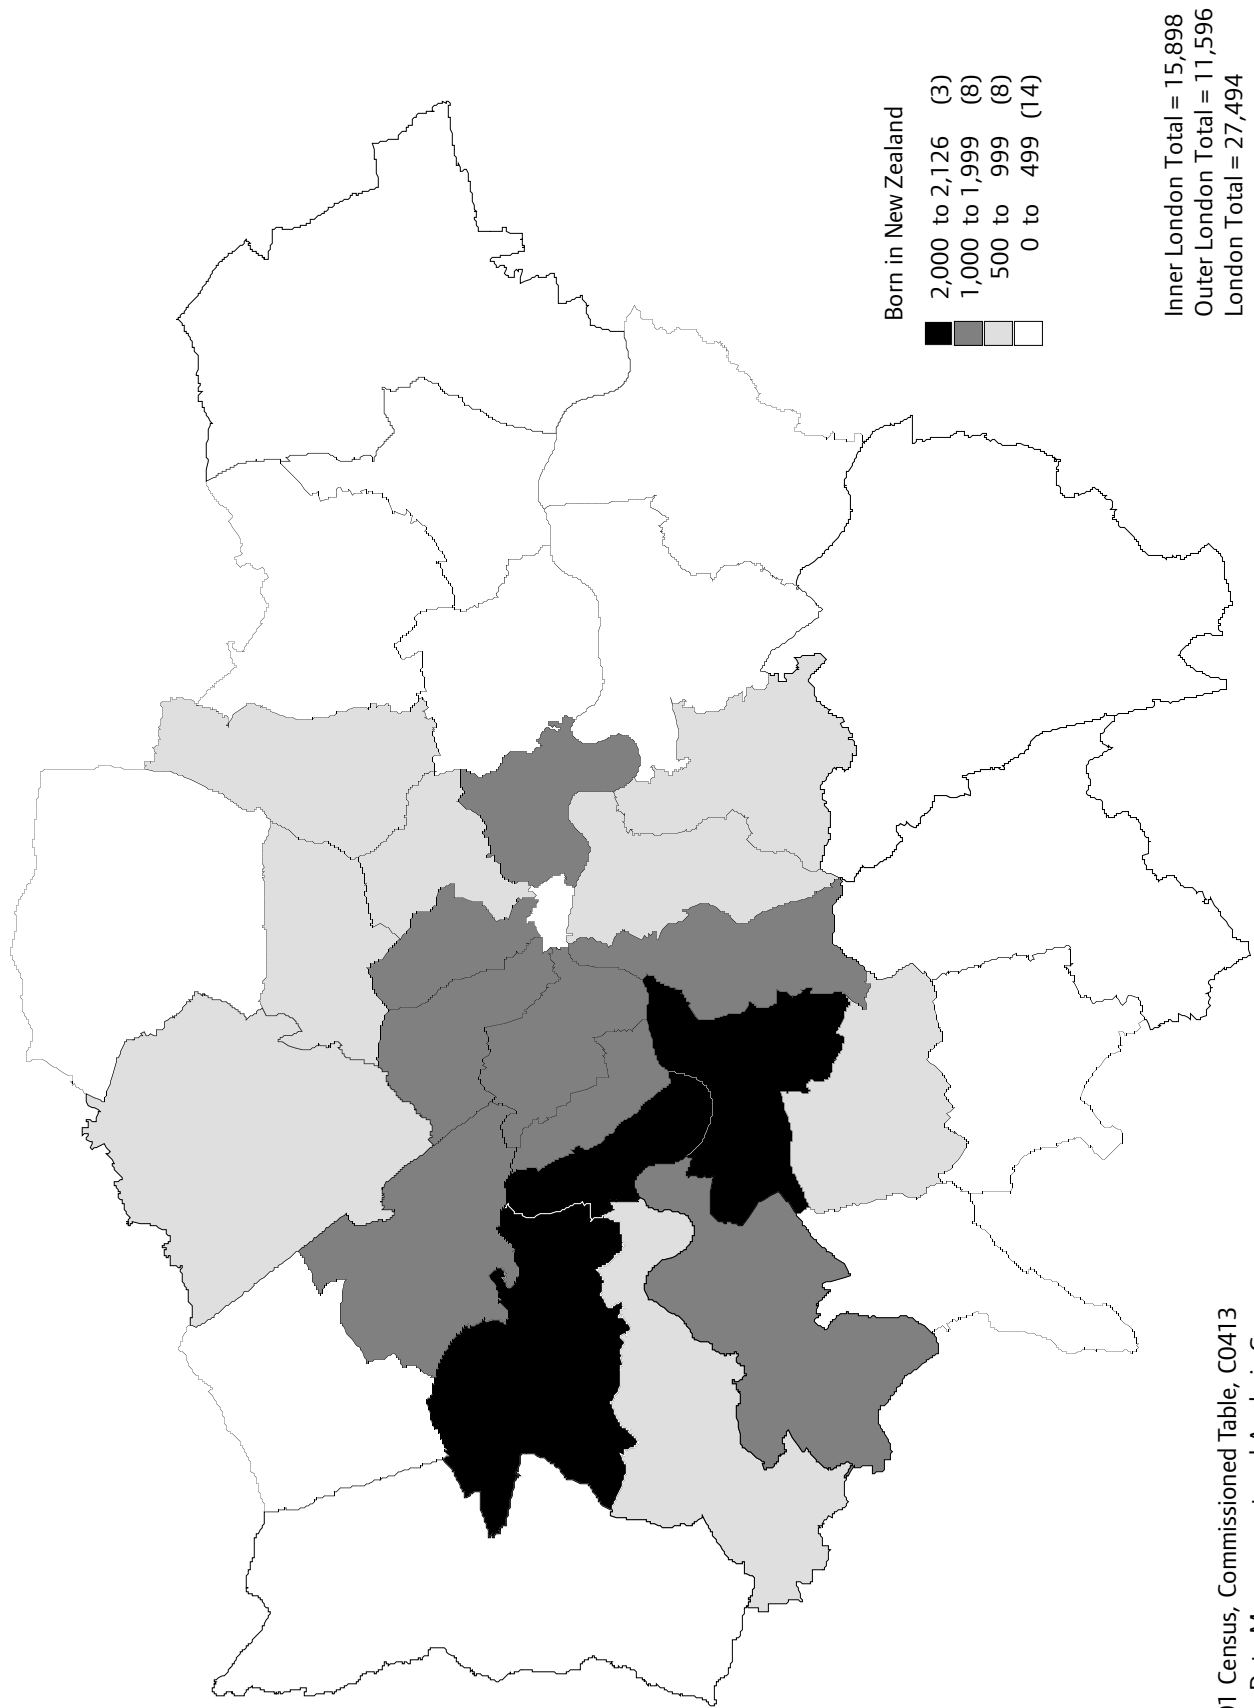 Born in New Zealand
2,000 to 2,126 (3)
1,000 to 1,999 (8)
500 to 999 (8)
0 to 499 (14)
Inner London Total = 15,898
Outer London Total = 11,596
London Total = 27,494
01 Census, Commissioned Table, C0413